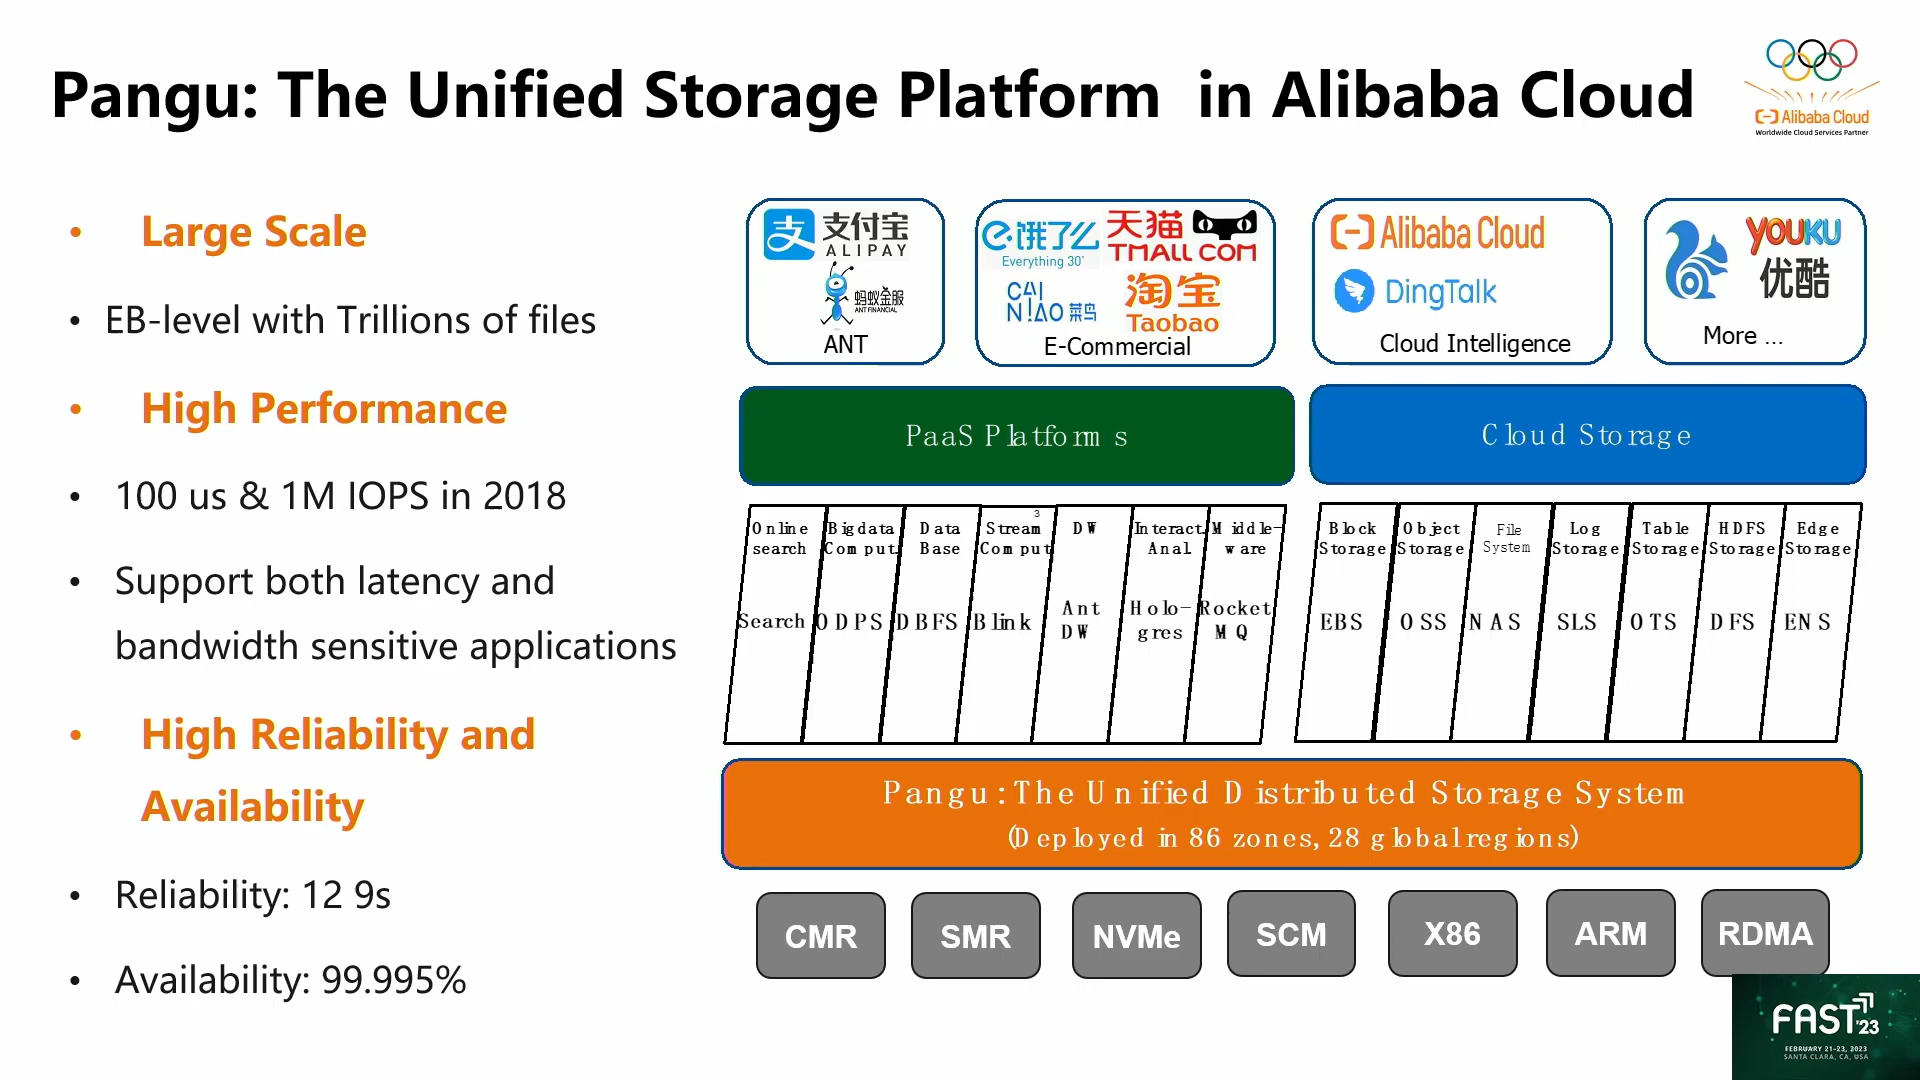 Pangu: The Unified Storage Platform in Alibaba Cloud
Alibaba Cloud
Worldwide Cloud Services Partner
• Large Scale
• EB-level with Trillions of files
• High Performance
• 100 us & 1M IOPS in 2018
• Support both latency and
bandwidth sensitive applications
• High Reliability and
Availability
• Reliability: 12 9s
• Availability: 99.995%
支 支付宝
ALIPAY
蚂蚁金服
ANT FINANCIAL
ANT
饿了么
Everything 30'
天猫
TMALL.COM
CAI
NIAO 菜鸟
淘宝
Taobao
E-Commercial
Alibaba Cloud
DingTalk
Cloud Intelligence
YOUKU
优酷
More ...
PaaS Platforms
Cloud Storage
Online
search
Search
Bigdata
Comput
ODPS
Data
Base
DBFS
3
Stream
Comput
Blink
DW
Ant
DW
Interact
Anal
Holo-
gres
Middle-
ware
Rocket
MQ
Block
Storage
EBS
Object
Storage
OSS
File
System
NAS
Log
Storage
SLS
Table
Storage
OTS
HDFS
Storage
DFS
Edge
Storage
ENS
Pangu:The Unified Distributed Storage System
(Deployed in 86 zones,28 global regions)
CMR
SMR
NVMe
SCM
X86
ARM
RDMA
FAST '23
FEBRUARY 21-23, 2023
SANTA CLARA, CA, USA